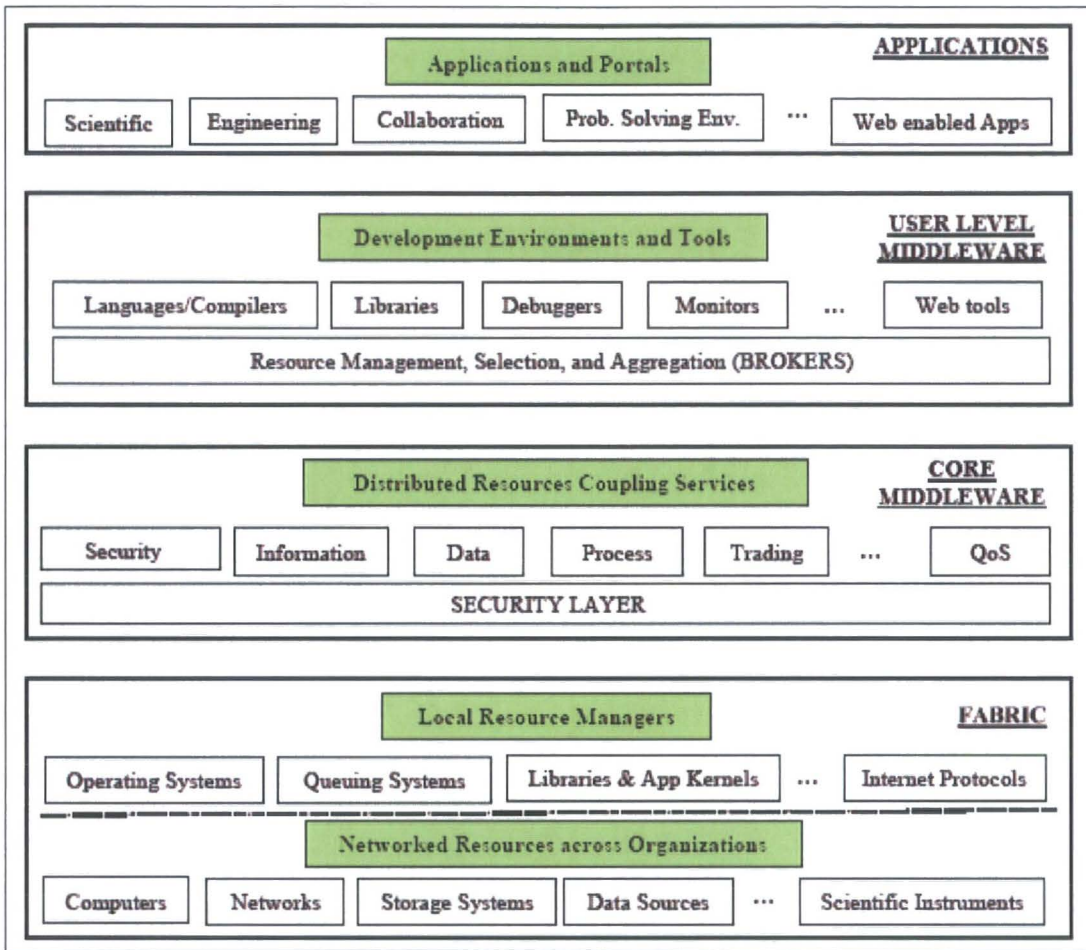 APPLICATIONS
Applications and Portals
Scientific
Engineering
Collaboration
Prob. Solving Env.
...
Web enabled Apps
USER LEVEL
MIDDLEWARE
Development Environments and Tools
Languages/Compilers
Libraries
Debuggers
Monitors
...
Web tools
Resource Management, Selection, and Aggregation (BROKERS)
CORE
MIDDLEWARE
Distributed Resources Coupling Services
Security
Information
Data
Process
Trading
...
QoS
SECURITY LAYER
FABRIC
Local Resource Managers
Operating Systems
Queuing Systems
Libraries & App Kernels
...
Internet Protocols
Networked Resources across Organizations
Computers
Networks
Storage Systems
Data Sources
...
Scientific Instruments